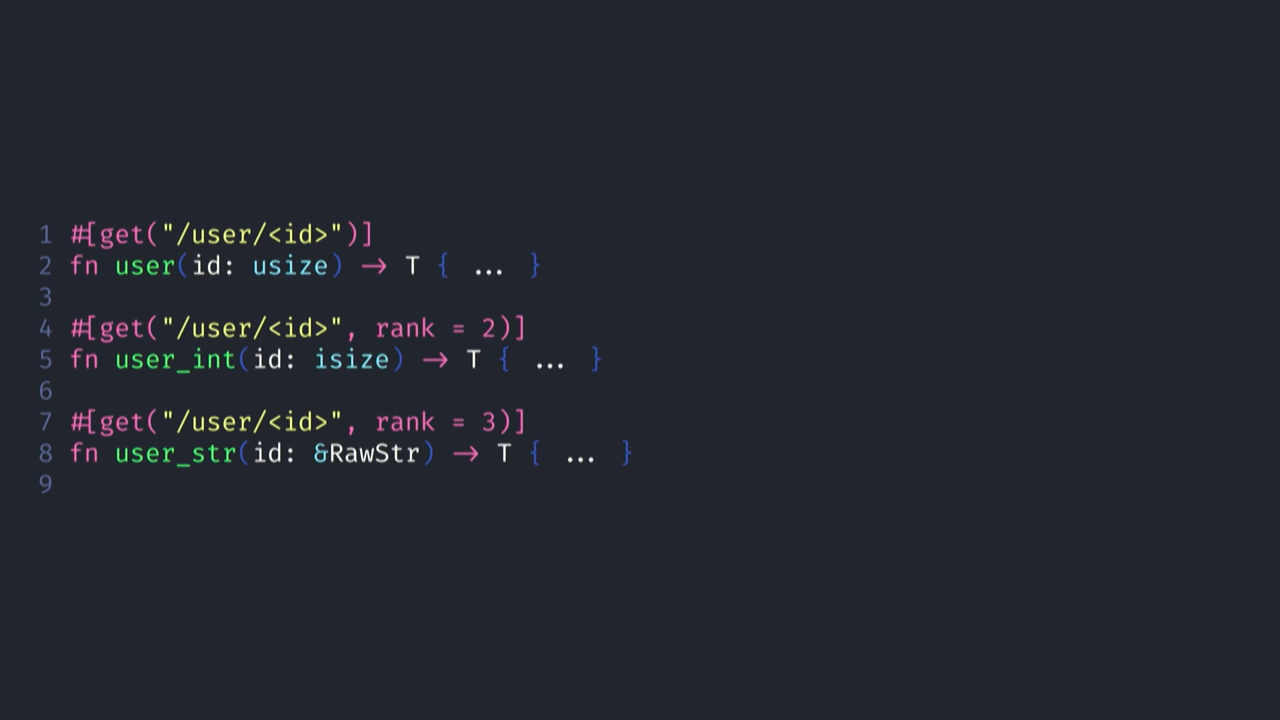 1 #[get("/user/<id>")]
2 fn user(id: usize) → T { ... }
3
4 #[get("/user/<id>", rank = 2)]
5 fn user_int(id: isize) → T { ... }
6
7 #[get("/user/<id>", rank = 3)]
8 fn user_str(id: &RawStr) → T { ... }
9